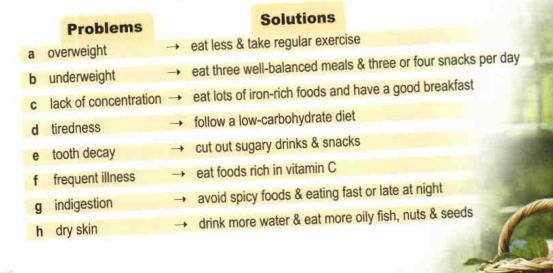 Problems Solutions
a overweight → eat less & take regular exercise
b underweight → eat three well-balanced meals & three or four snacks per day
c lack of concentration → eat lots of iron-rich foods and have a good breakfast
d tiredness → follow a low-carbohydrate diet
e tooth decay → cut out sugary drinks & snacks
f frequent illness → eat foods rich in vitamin C
g indigestion → avoid spicy foods & eating fast or late at night
h dry skin → drink more water & eat more oily fish, nuts & seeds